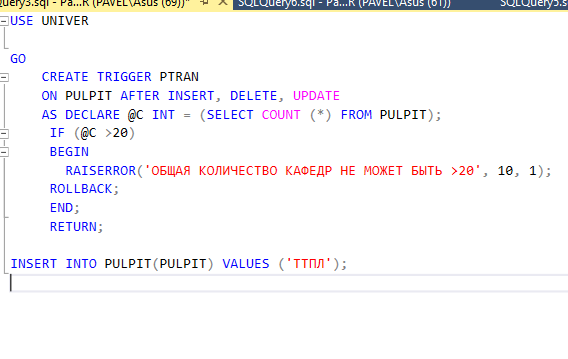 Query3.sql - Pa...R (PAVEL\Asus (69))* SQLQuery6.sql - Pa...R (PAVEL\Asus (61))
USE UNIVER
GO
CREATE TRIGGER PTRAN
ON PULPIT AFTER INSERT, DELETE, UPDATE
AS DECLARE @C INT = (SELECT COUNT (*) FROM PULPIT);
IF (@C >20)
BEGIN
RAISERROR('ОБЩАЯ КОЛИЧЕСТВО КАФЕДР НЕ МОЖЕТ БЫТЬ >20', 10, 1);
ROLLBACK;
END;
RETURN;
INSERT INTO PULPIT(PULPIT) VALUES ('ТТПЛ');